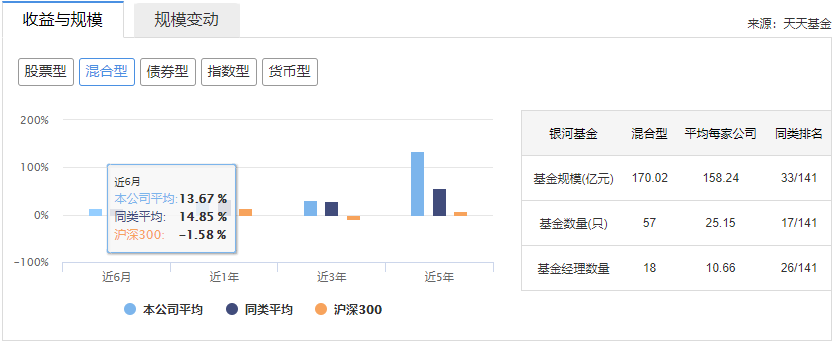 收益与规模 规模变动
来源：天天基金
股票型 混合型 债券型 指数型 货币型
200%
100%
0%
-100%
近6月
本公司平均: 13.67 %
同类平均: 14.85 %
沪深300: -1.58 %
近6月 近1年 近3年 近5年
本公司平均 同类平均 沪深300
银河基金 混合型 平均每家公司 同类排名
基金规模(亿元) 170.02 158.24 33/141
基金数量(只) 57 25.15 17/141
基金经理数量 18 10.66 26/141